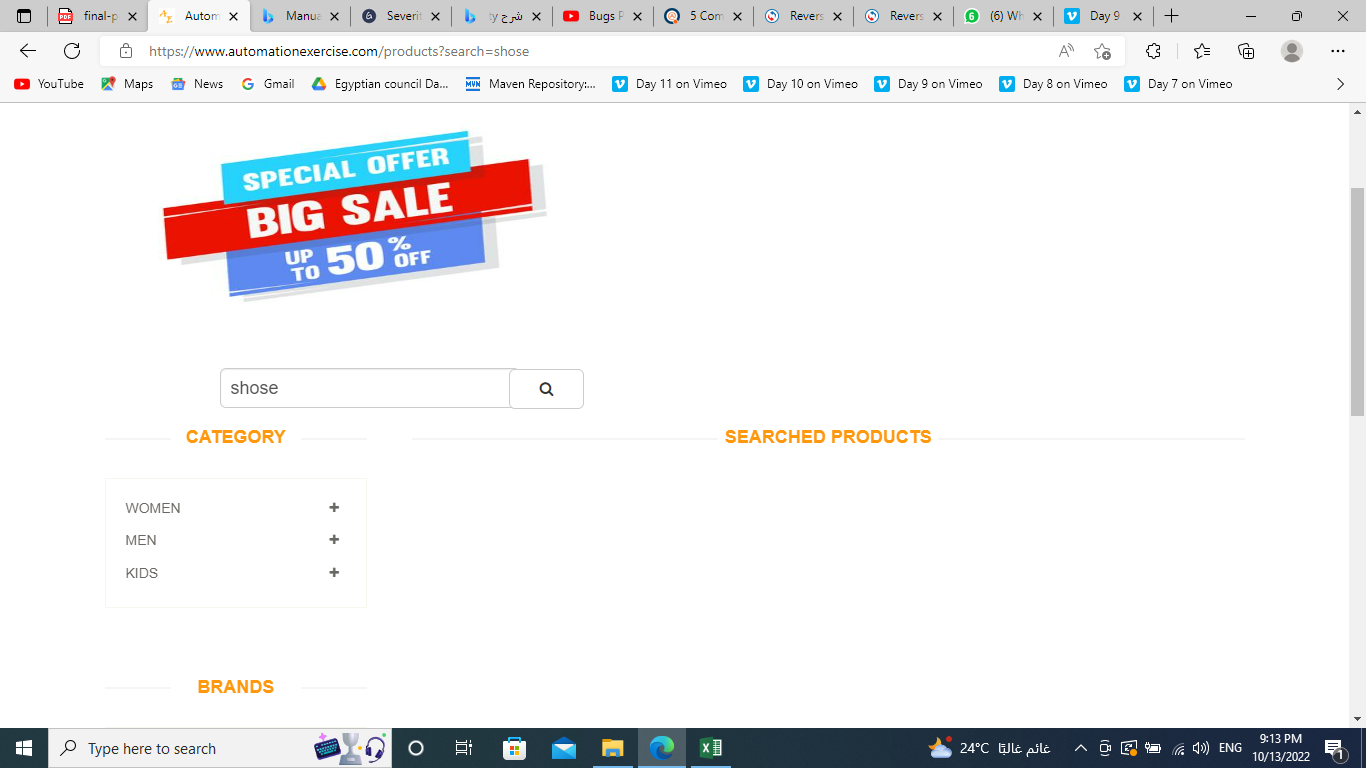 final-p
Autom
Manua
Severit
شرح ty
Bugs P
5 Com
Revers
Revers
(6) Wh
Day 9
https://www.automationexercise.com/products?search=shose
YouTube
Maps
News
Gmail
Egyptian council Da...
Maven Repository:...
Day 11 on Vimeo
Day 10 on Vimeo
Day 9 on Vimeo
Day 8 on Vimeo
Day 7 on Vimeo
SPECIAL OFFER
BIG SALE
UP TO 50% OFF
shose
CATEGORY
SEARCHED PRODUCTS
WOMEN
MEN
KIDS
BRANDS
Type here to search
24°C غائم غالبًا
ENG
9:13 PM
10/13/2022
1